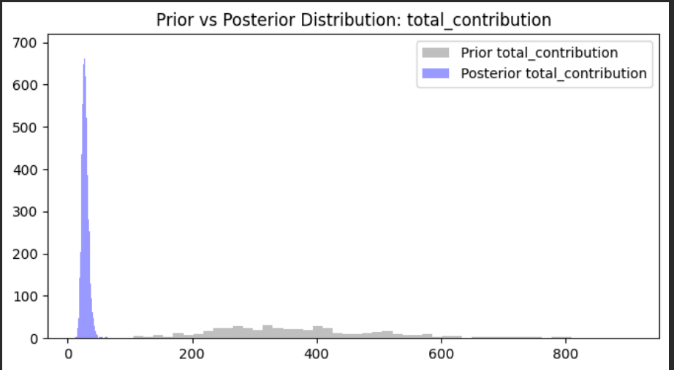 Prior vs Posterior Distribution: total_contribution
Prior total_contribution
Posterior total_contribution
700
600
500
400
300
200
100
0
0 200 400 600 800